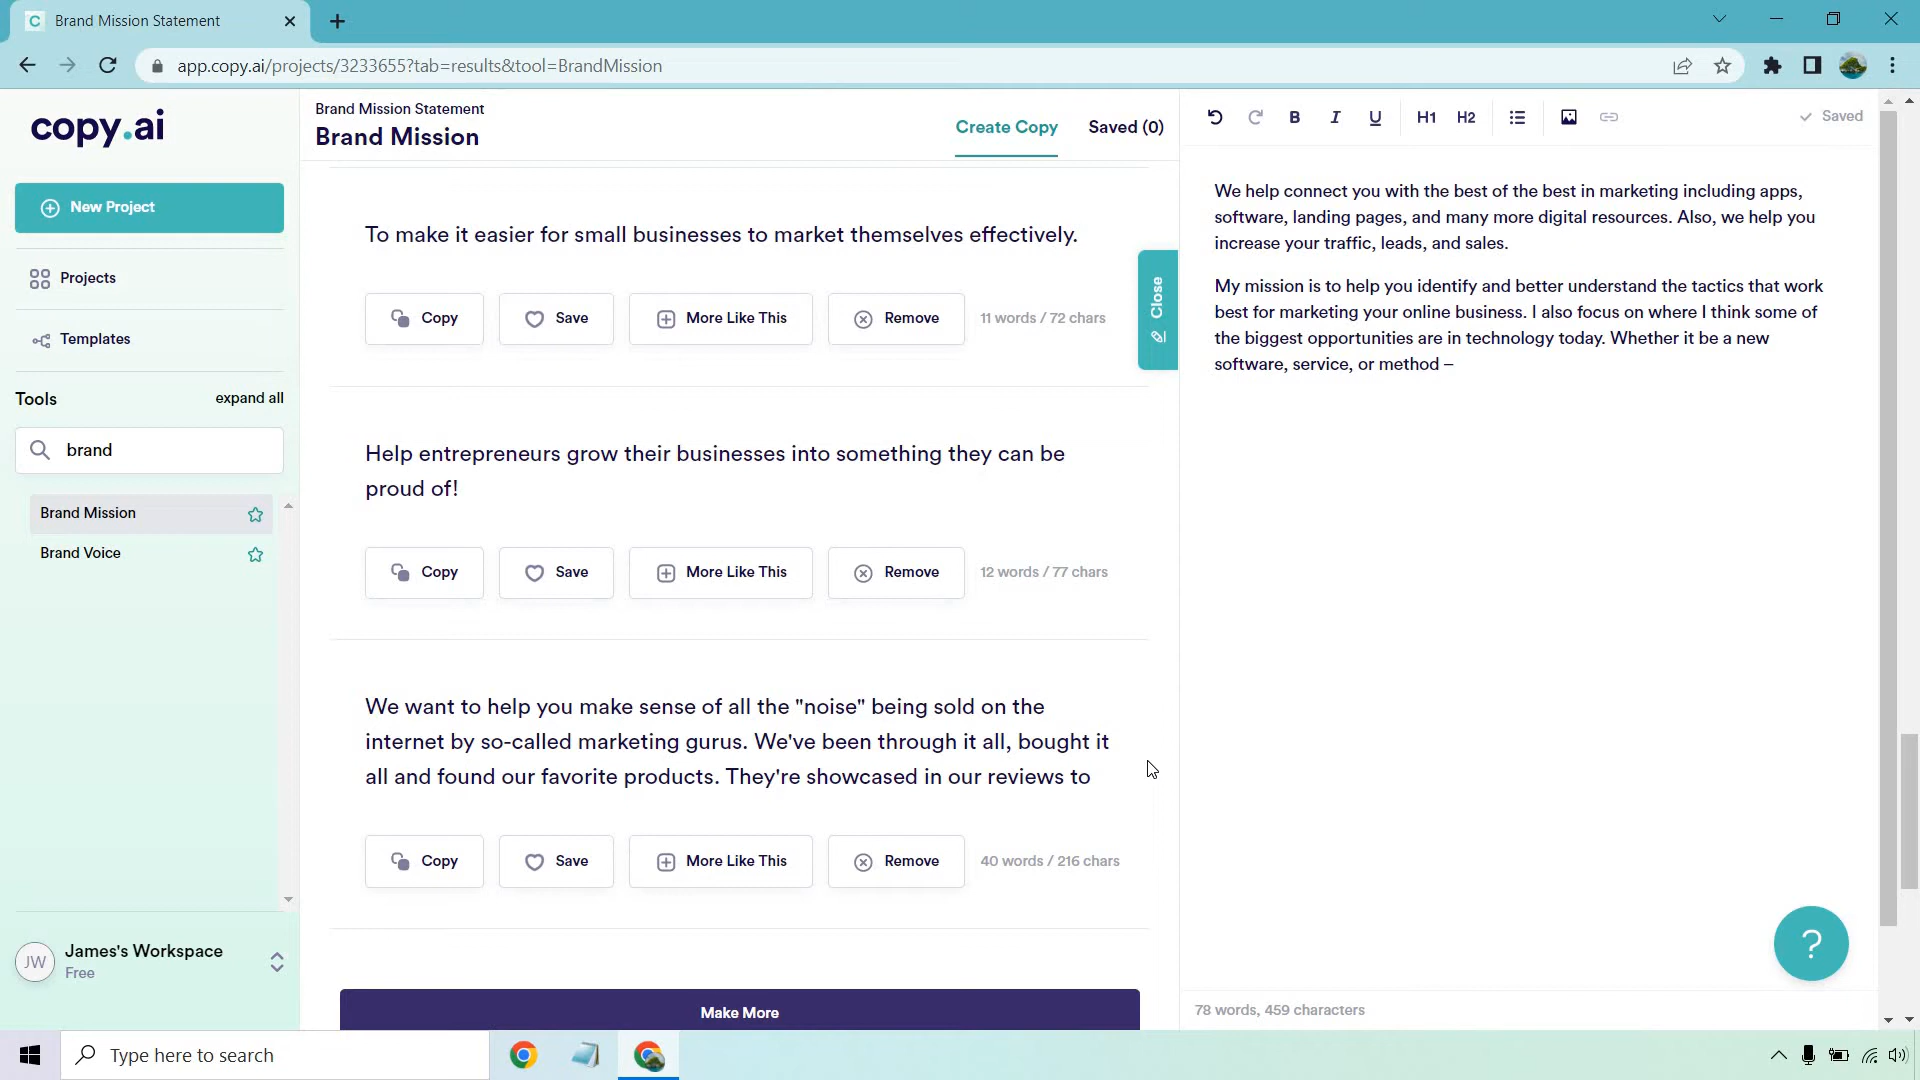 Brand Mission Statement
app.copy.ai/projects/3233655?tab=results&tool=BrandMission
copy.ai
New Project
Projects
Templates
Tools
expand all
brand
Brand Mission
Brand Voice
JW
James's Workspace
Free
Brand Mission Statement
Brand Mission
Create Copy
Saved (0)
To make it easier for small businesses to market themselves effectively.
Copy
Save
More Like This
Remove
11 words / 72 chars
Help entrepreneurs grow their businesses into something they can be
proud of!
Copy
Save
More Like This
Remove
12 words / 77 chars
We want to help you make sense of all the "noise" being sold on the
internet by so-called marketing gurus. We've been through it all, bought it
all and found our favorite products. They're showcased in our reviews to
Copy
Save
More Like This
Remove
40 words / 216 chars
Make More
Close
B
I
U
H1
H2
Saved
We help connect you with the best of the best in marketing including apps,
software, landing pages, and many more digital resources. Also, we help you
increase your traffic, leads, and sales.
My mission is to help you identify and better understand the tactics that work
best for marketing your online business. I also focus on where I think some of
the biggest opportunities are in technology today. Whether it be a new
software, service, or method –
?
78 words, 459 characters
Type here to search